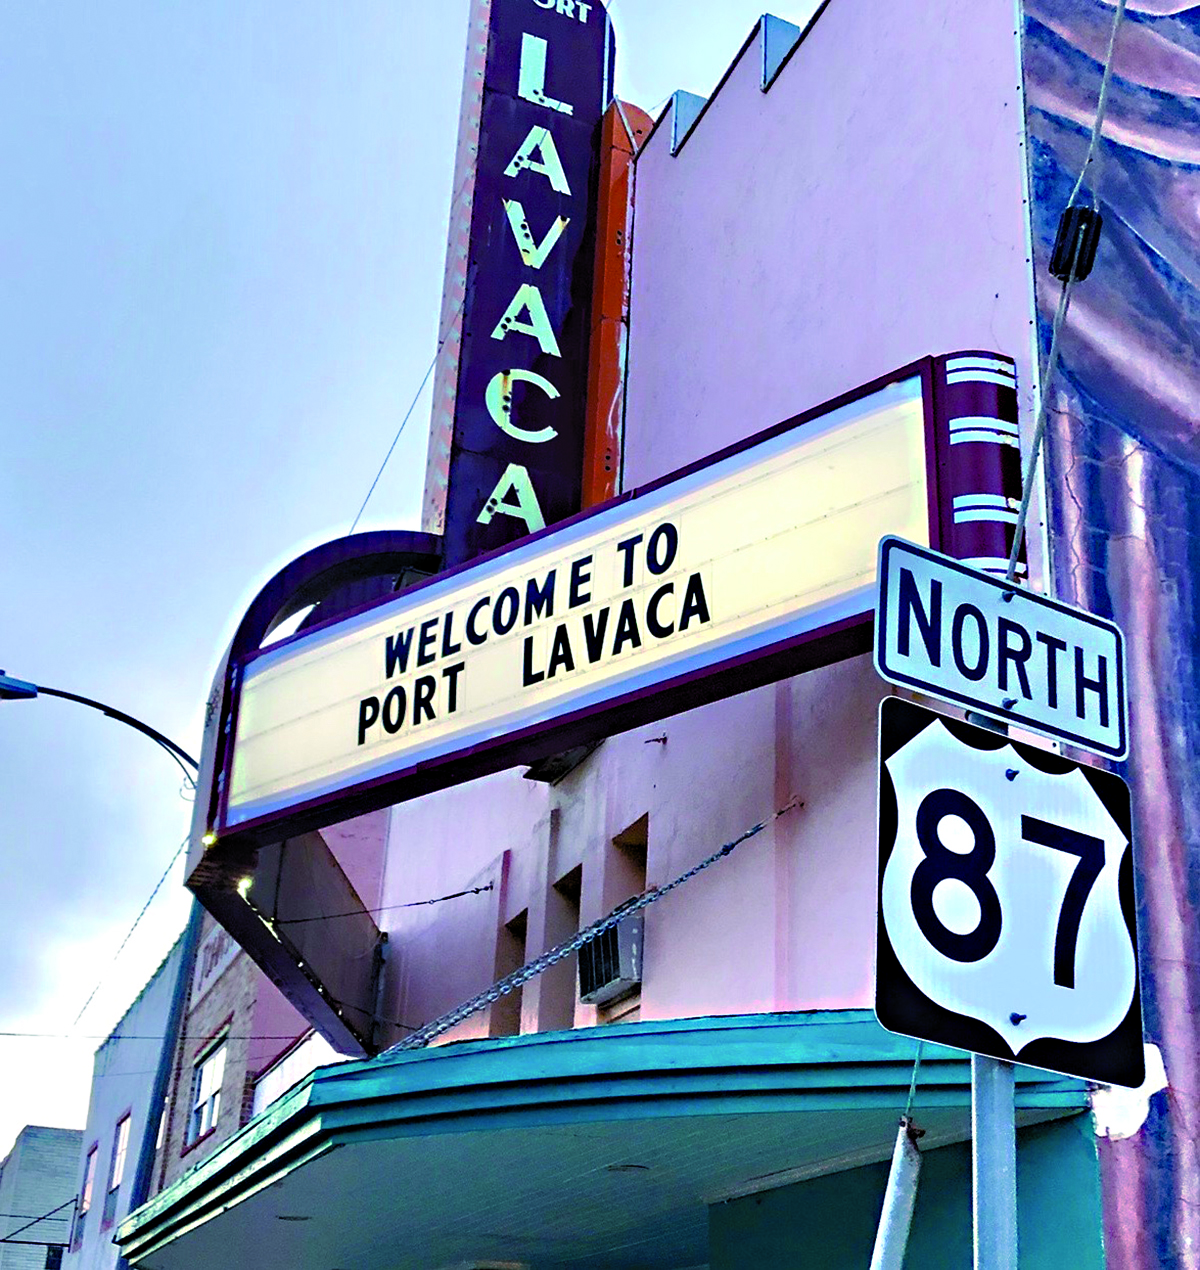 ORT
LAVACA
WELCOME TO
PORT LAVACA
NORTH
87